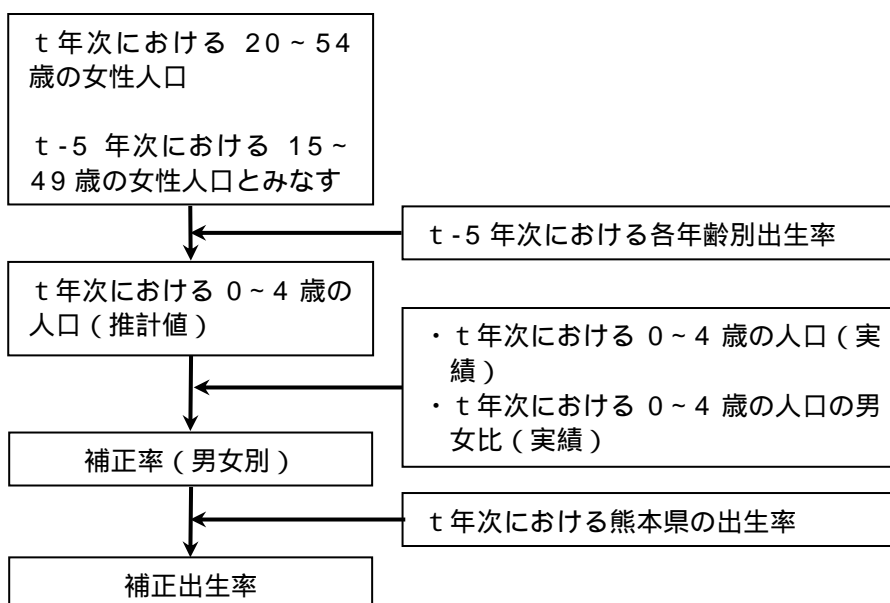 t年次における 20~54
歳の女性人口
t-5 年次における 15~
49歳の女性人口とみなす
t-5年次における各年齢別出生率
t年次における 0~4 歳の
人口(推計値)
・t年次における 0~4 歳の人口(実
績)
・t年次における 0~4 歳の人口の男
女比(実績)
補正率(男女別)
t年次における熊本県の出生率
補正出生率